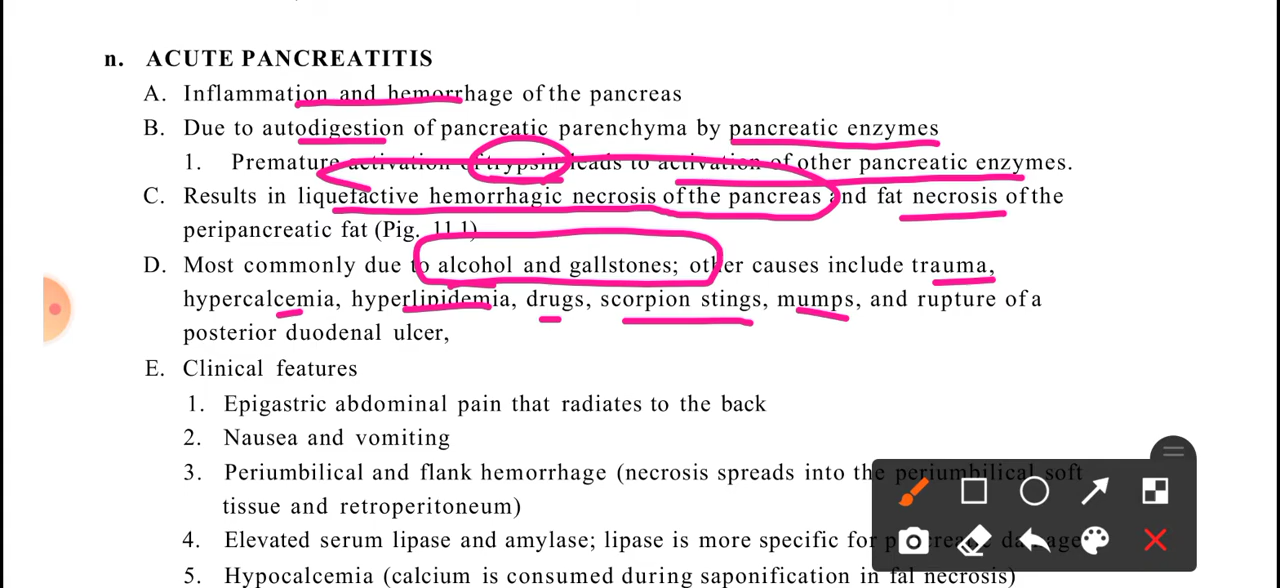 n. ACUTE PANCREATITIS
A. Inflammation and hemorrhage of the pancreas
B. Due to autodigestion of pancreatic parenchyma by pancreatic enzymes
1. Premature activation of trypsin leads to activation of other pancreatic enzymes.
C. Results in liquefactive hemorrhagic necrosis of the pancreas and fat necrosis of the
peripancreatic fat (Pig. 11.1)
D. Most commonly due to alcohol and gallstones; other causes include trauma,
hypercalcemia, hyperlipidemia, drugs, scorpion stings, mumps, and rupture of a
posterior duodenal ulcer,
E. Clinical features
1. Epigastric abdominal pain that radiates to the back
2. Nausea and vomiting
3. Periumbilical and flank hemorrhage (necrosis spreads into the periumbilical soft
tissue and retroperitoneum)
4. Elevated serum lipase and amylase; lipase is more specific for
5. Hypocalcemia (calcium is consumed during saponification in fal necrosis)